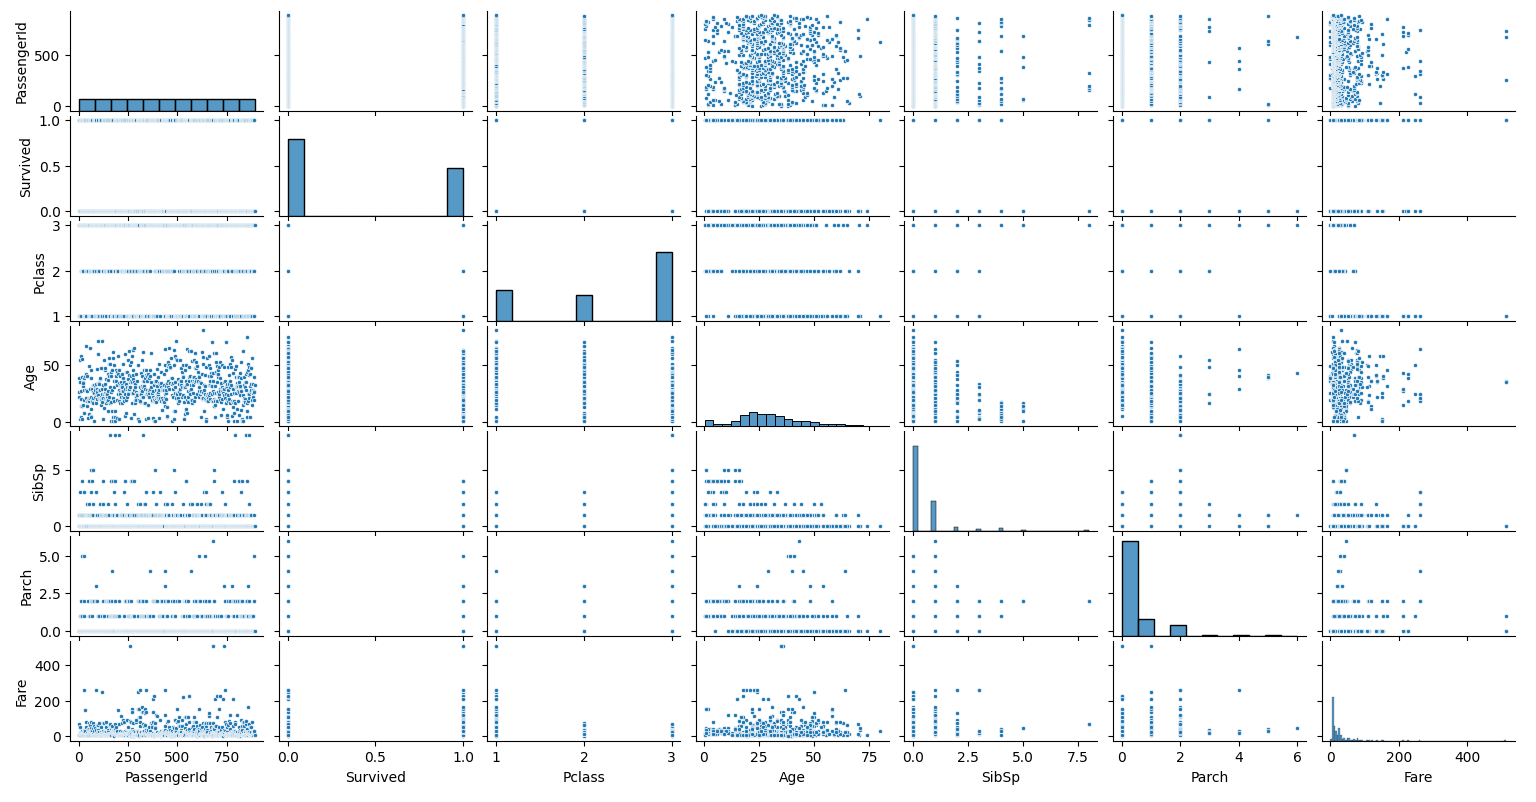 PassengerId
500
0
Survived
1.0
0.5
0.0
Pclass
3
2
1
Age
50
0
SibSp
5
0
Parch
5.0
2.5
0.0
Fare
400
200
0
0 250 500 750
0.0 0.5 1.0
1 2 3
0 25 50 75
0.0 2.5 5.0 7.5
0 2 4 6
0 200 400
PassengerId Survived Pclass Age SibSp Parch Fare